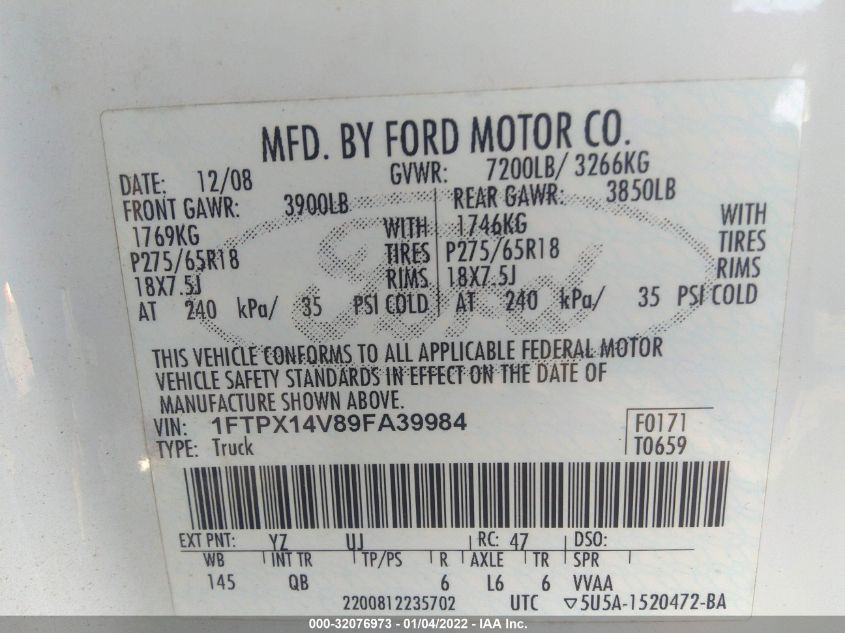 MFD. BY FORD MOTOR CO.
DATE: 12/08 GVWR: 7200LB/ 3266KG
FRONT GAWR: 3900LB REAR GAWR: 3850LB
1769KG WITH 1746KG WITH
P275/65R18 TIRES P275/65R18 TIRES
18X7.5J RIMS 18X7.5J RIMS
AT 240 kPa/ 35 PSI COLD AT 240 kPa/ 35 PSI COLD
Ford
THIS VEHICLE CONFORMS TO ALL APPLICABLE FEDERAL MOTOR
VEHICLE SAFETY STANDARDS IN EFFECT ON THE DATE OF
MANUFACTURE SHOWN ABOVE.
VIN: 1FTPX14V89FA39984 F0171
TYPE: Truck T0659
EXT PNT: YZ UJ RC: 47 DSO:
WB INT TR TP/PS R AXLE TR SPR
145 QB 6 L6 6 VVAA
2200812235702 UTC ▽5U5A-1520472-BA
000-32076973 - 01/04/2022 - IAA Inc.